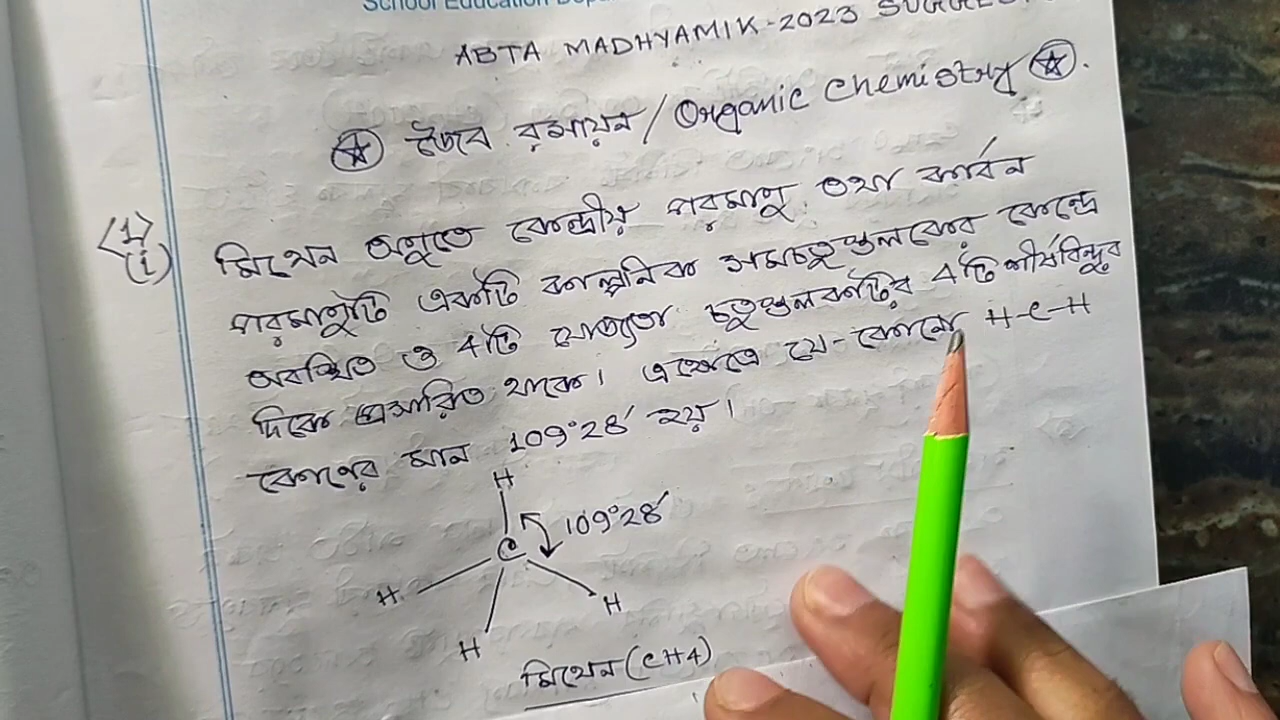 School Education
ABTA MADHYAMIK-2023
জৈব রসায়ন / Organic Chemistry
<1>
(i)
মিথেন অণুতে কেন্দ্রীয় পরমাণু তথা কার্বন
পরমাণুটি একটি কাল্পনিক সমচতুস্তলকের কেন্দ্রে
অবস্থিত ও 4টি যোজ্যতা চতুস্তলকটির 4টি শীর্ষবিন্দুর
দিকে প্রসারিত থাকে। এক্ষেত্রে যে-কোনো H-C-H
কোণের মান 109°28′ হয়।
H
109°28′
C
H
H
H
মিথেন (CH4)